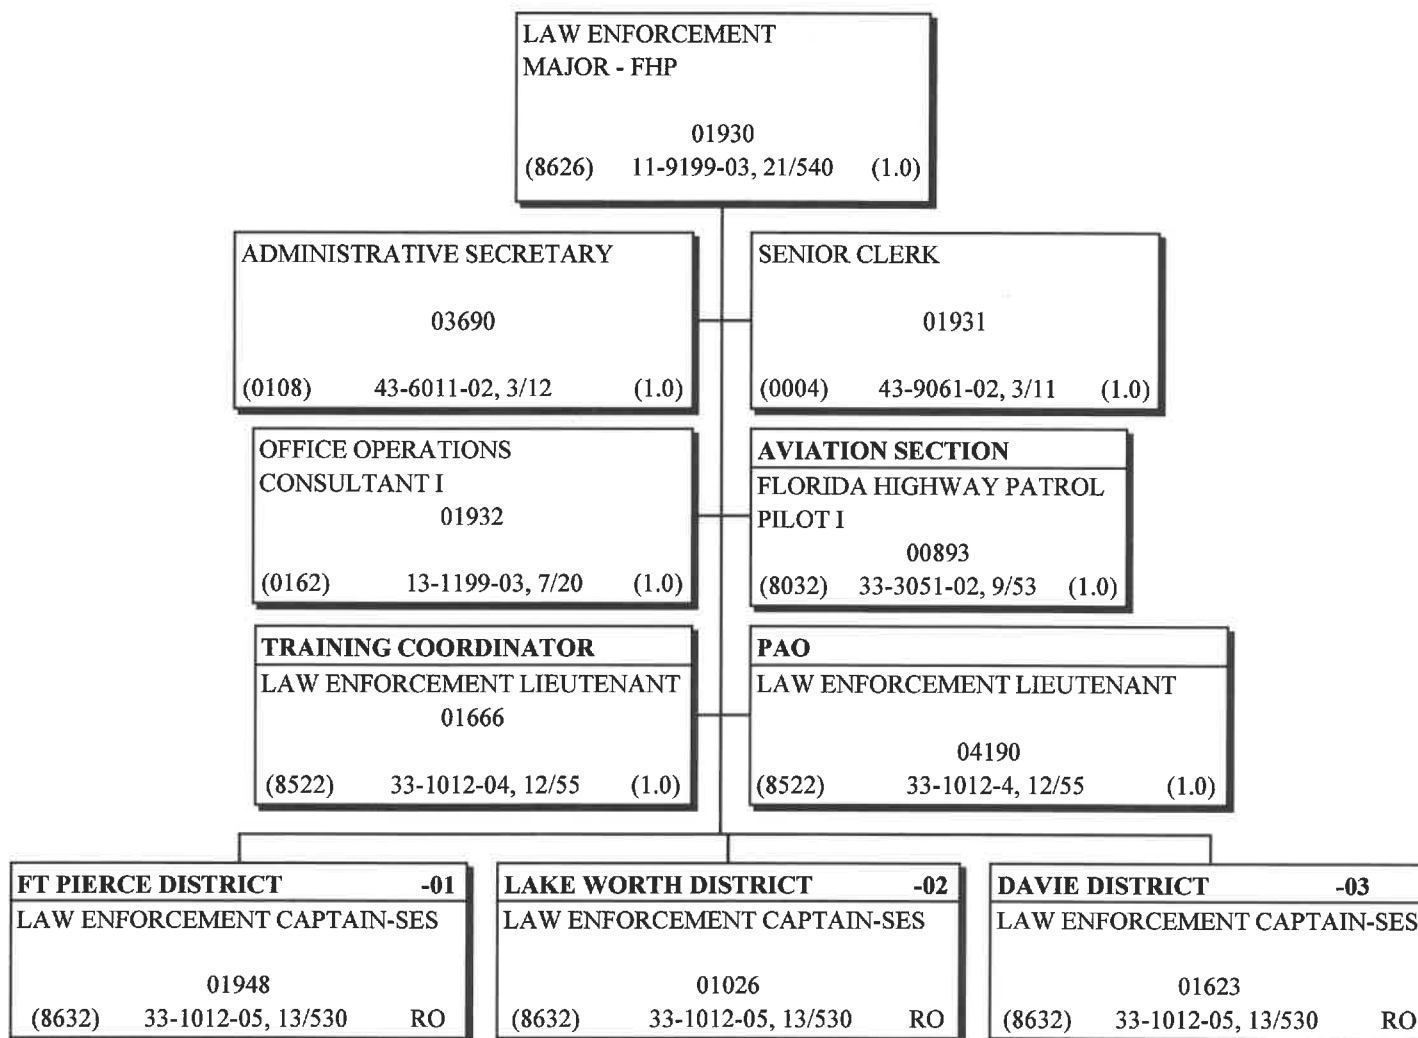 LAW ENFORCEMENT
MAJOR - FHP
01930
(8626) 11-9199-03, 21/540 (1.0)
ADMINISTRATIVE SECRETARY
03690
(0108) 43-6011-02, 3/12 (1.0)
SENIOR CLERK
01931
(0004) 43-9061-02, 3/11 (1.0)
OFFICE OPERATIONS
CONSULTANT I
01932
(0162) 13-1199-03, 7/20 (1.0)
AVIATION SECTION
FLORIDA HIGHWAY PATROL
PILOT I
00893
(8032) 33-3051-02, 9/53 (1.0)
TRAINING COORDINATOR
LAW ENFORCEMENT LIEUTENANT
01666
(8522) 33-1012-04, 12/55 (1.0)
PAO
LAW ENFORCEMENT LIEUTENANT
04190
(8522) 33-1012-4, 12/55 (1.0)
FT PIERCE DISTRICT -01
LAW ENFORCEMENT CAPTAIN-SES
01948
(8632) 33-1012-05, 13/530 RO
LAKE WORTH DISTRICT -02
LAW ENFORCEMENT CAPTAIN-SES
01026
(8632) 33-1012-05, 13/530 RO
DAVIE DISTRICT -03
LAW ENFORCEMENT CAPTAIN-SES
01623
(8632) 33-1012-05, 13/530 RO